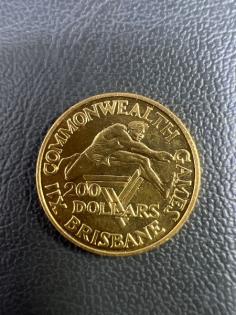 XII COMMONWEALTH GAMES
BRISBANE
200
DOLLARS